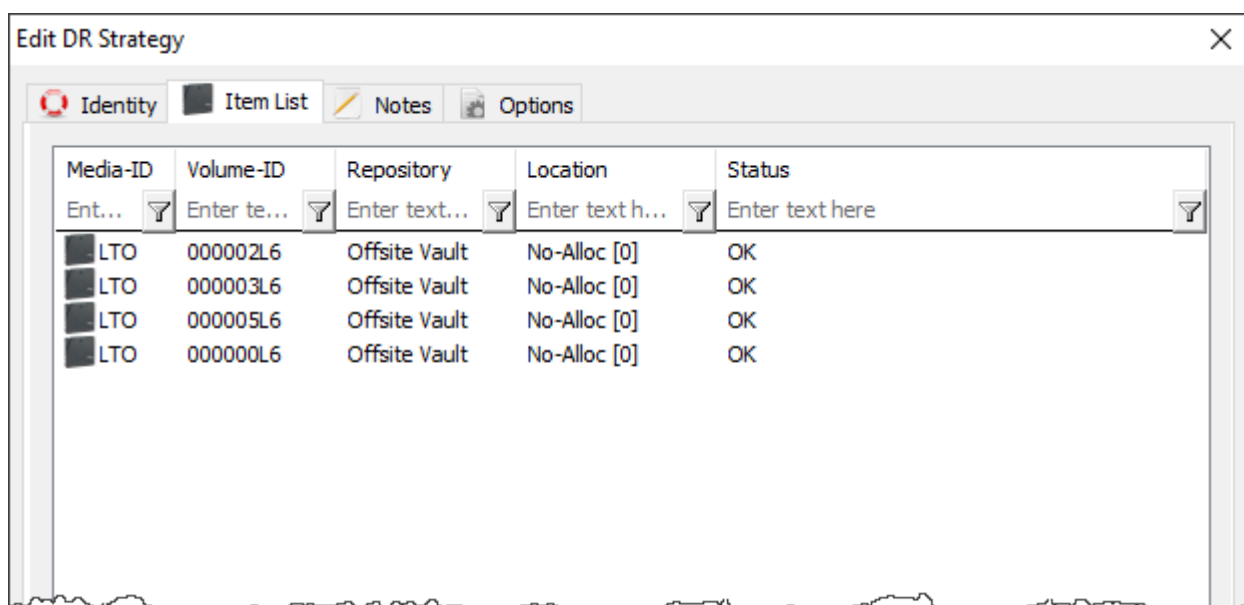 Edit DR Strategy
Identity Item List Notes Options
Media-ID Volume-ID Repository Location Status
Ent... Enter te... Enter text... Enter text h... Enter text here
LTO 000002L6 Offsite Vault No-Alloc [0] OK
LTO 000003L6 Offsite Vault No-Alloc [0] OK
LTO 000005L6 Offsite Vault No-Alloc [0] OK
LTO 000000L6 Offsite Vault No-Alloc [0] OK